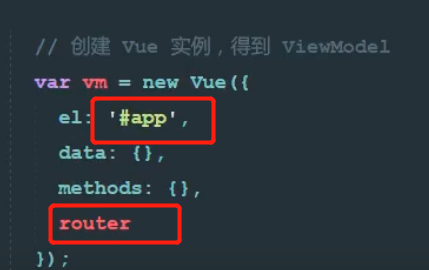 // 创建 Vue 实例，得到 ViewModel
var vm = new Vue({
el: '#app',
data: {},
methods: {},
router
});